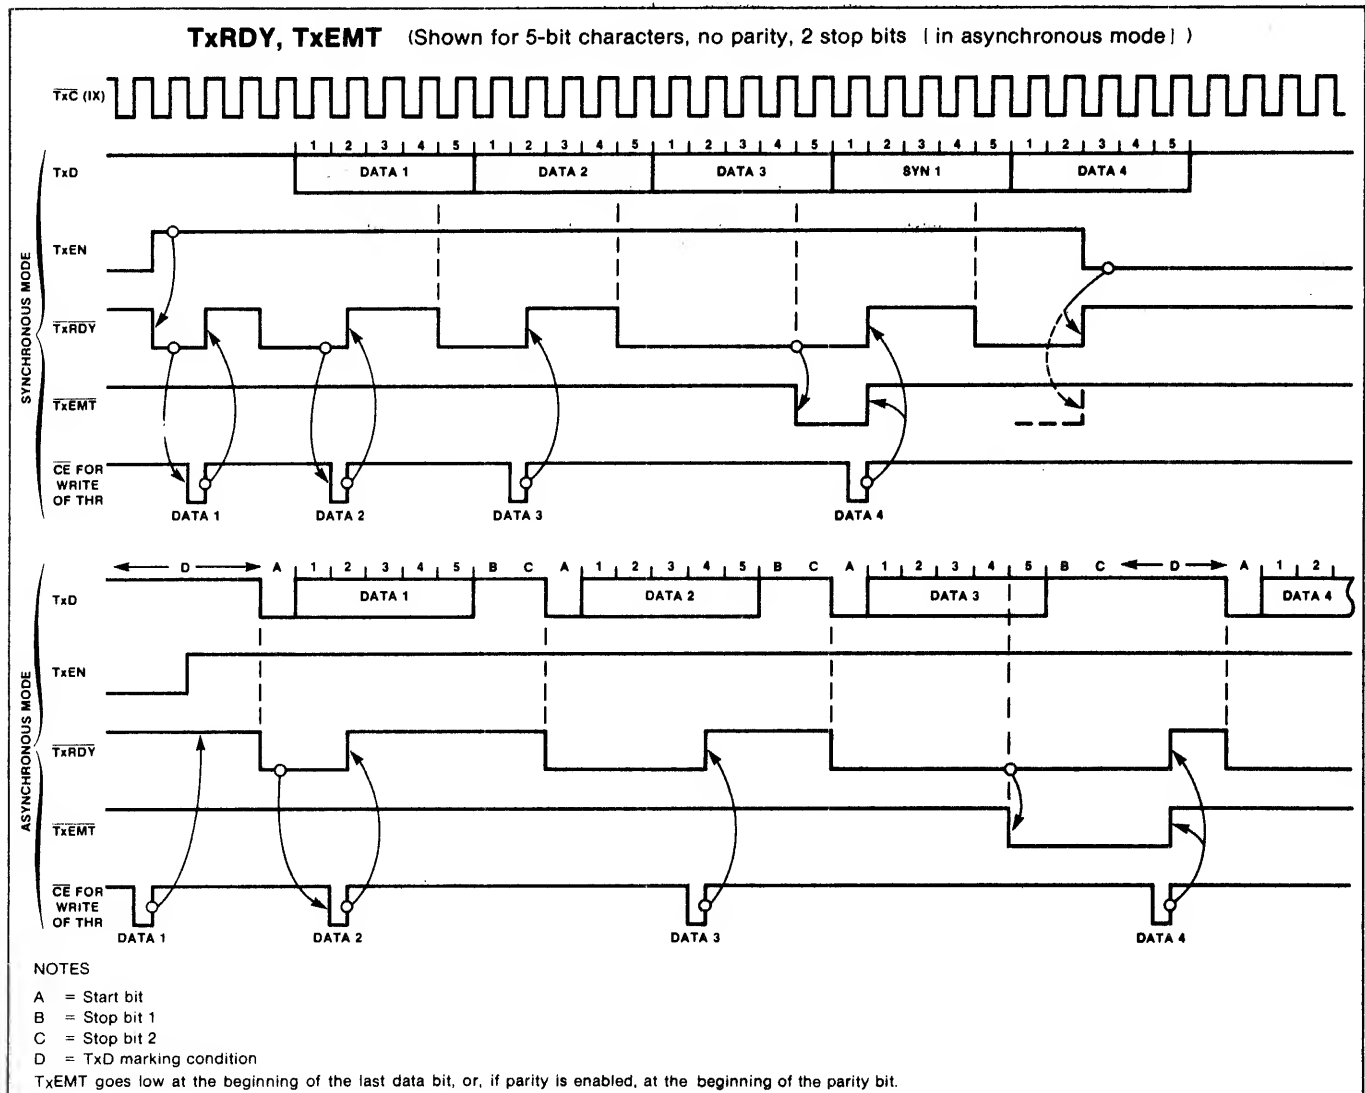 TxRDY, TxEMT (Shown for 5-bit characters, no parity, 2 stop bits ( in asynchronous mode) )
TxC (IX)
SYNCHRONOUS MODE
1 2 3 4 5 1 2 3 4 5 1 2 3 4 5 1 2 3 4 5 1 2 3 4 5
TxD DATA 1 DATA 2 DATA 3 SYN 1 DATA 4
TxEN
TxRDY
TxEMT
CE FOR
WRITE
OF THR
DATA 1 DATA 2 DATA 3 DATA 4
ASYNCHRONOUS MODE
D A 1 2 3 4 5 B C A 1 2 3 4 5 B C A 1 2 3 4 5 B C D A 1 2
TxD DATA 1 DATA 2 DATA 3 DATA 4
TxEN
TxRDY
TxEMT
CE FOR
WRITE
OF THR
DATA 1 DATA 2 DATA 3 DATA 4
NOTES
A = Start bit
B = Stop bit 1
C = Stop bit 2
D = TxD marking condition
TxEMT goes low at the beginning of the last data bit, or, if parity is enabled, at the beginning of the parity bit.